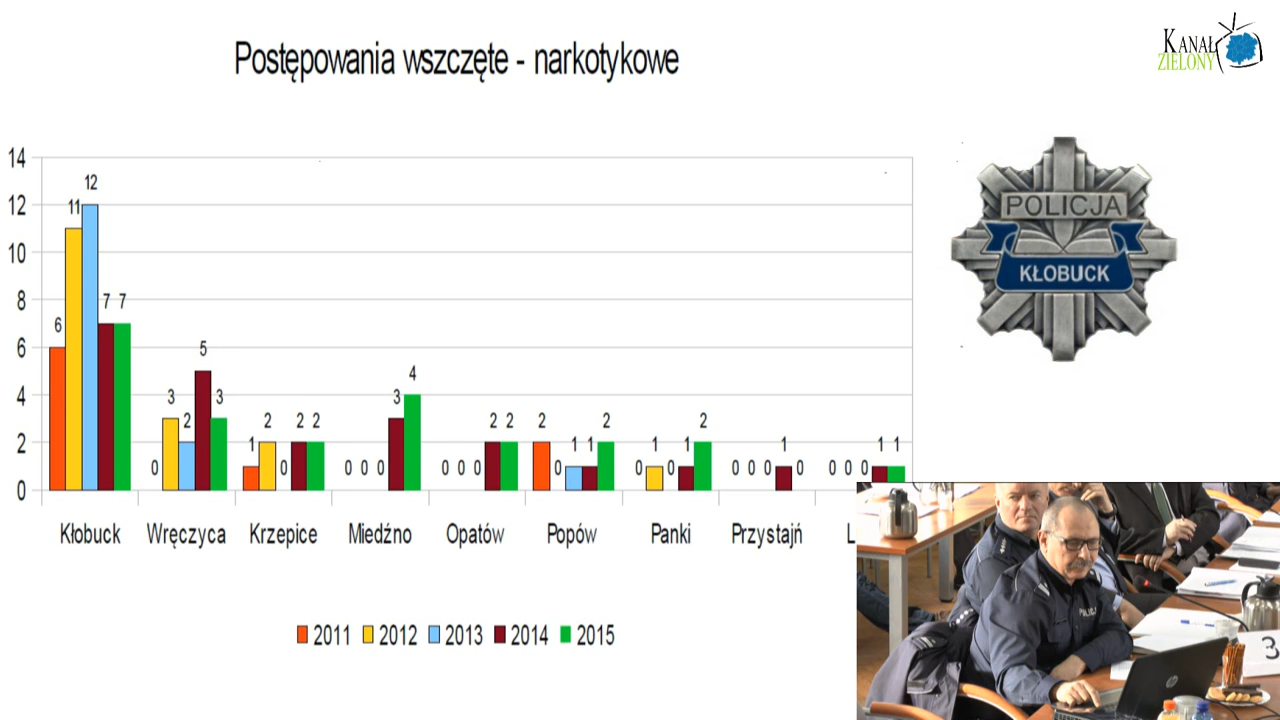 Postępowania wszczęte - narkotykowe
KANAŁ
ZIELONY
14
12
10
8
6
4
2
0
6 11 12 7 7
0 3 2 5 3
1 2 0 2 2
0 0 0 3 4
0 0 0 2 2
2 0 1 1 2
0 1 0 1 2
0 0 0 1 0
0 0 0 1 1
Kłobuck Wręczyca Krzepice Miedźno Opatów Popów Panki Przystajń L
2011 2012 2013 2014 2015
POLICJA
KŁOBUCK
POLICJA
hp
3